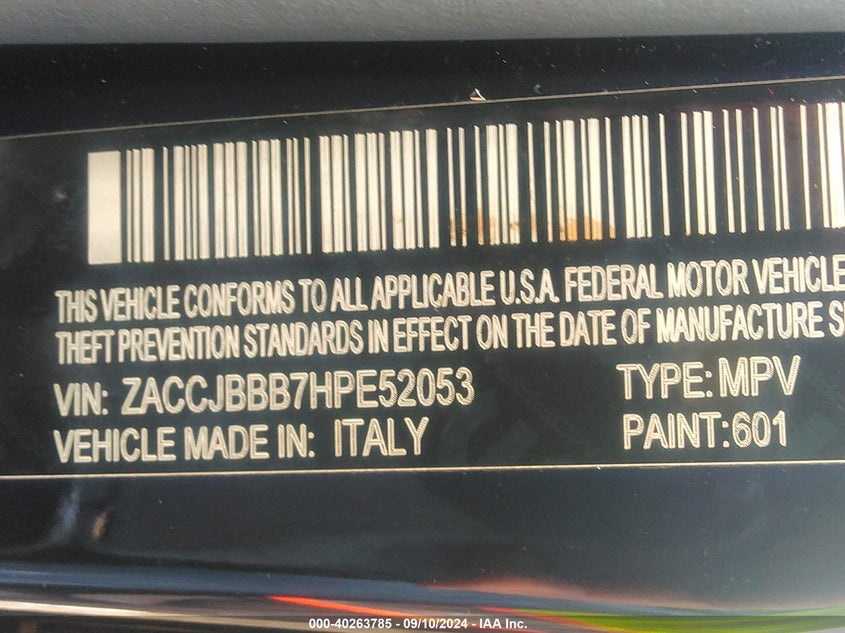 THIS VEHICLE CONFORMS TO ALL APPLICABLE U.S.A. FEDERAL MOTOR VEHICLE
THEFT PREVENTION STANDARDS IN EFFECT ON THE DATE OF MANUFACTURE
VIN: ZACCJBBB7HPE52053 TYPE: MPV
VEHICLE MADE IN: ITALY PAINT: 601
000-40263785 - 09/10/2024 - IAA Inc.